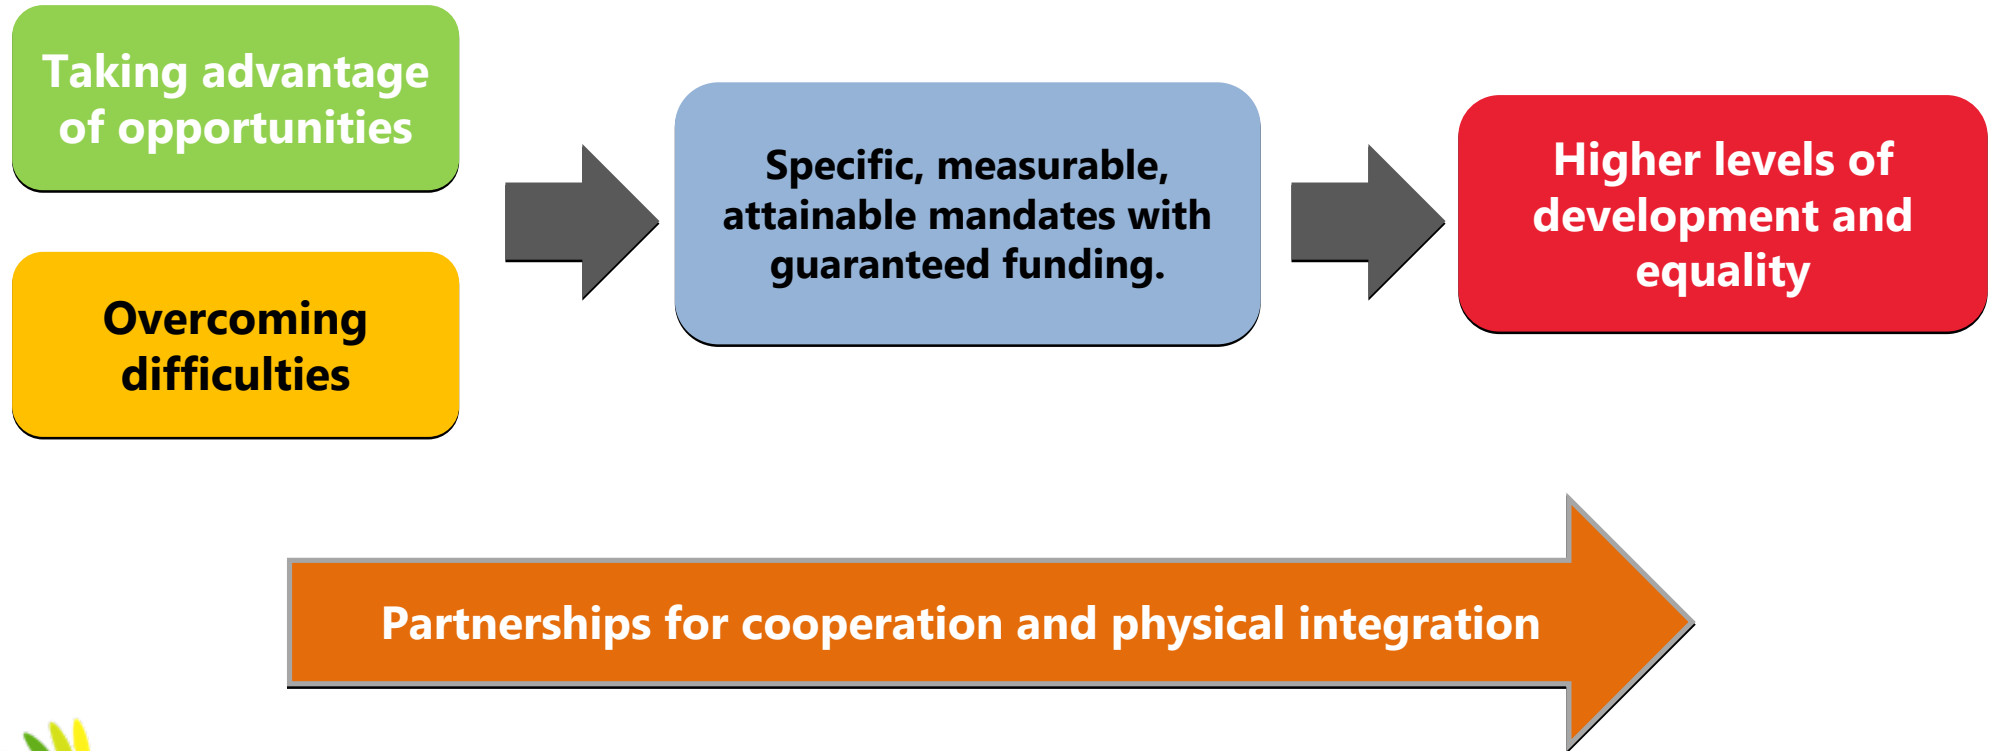 Taking advantage
of opportunities
Overcoming
difficulties
Specific, measurable,
attainable mandates with
guaranteed funding.
Higher levels of
development and
equality
Partnerships for cooperation and physical integration